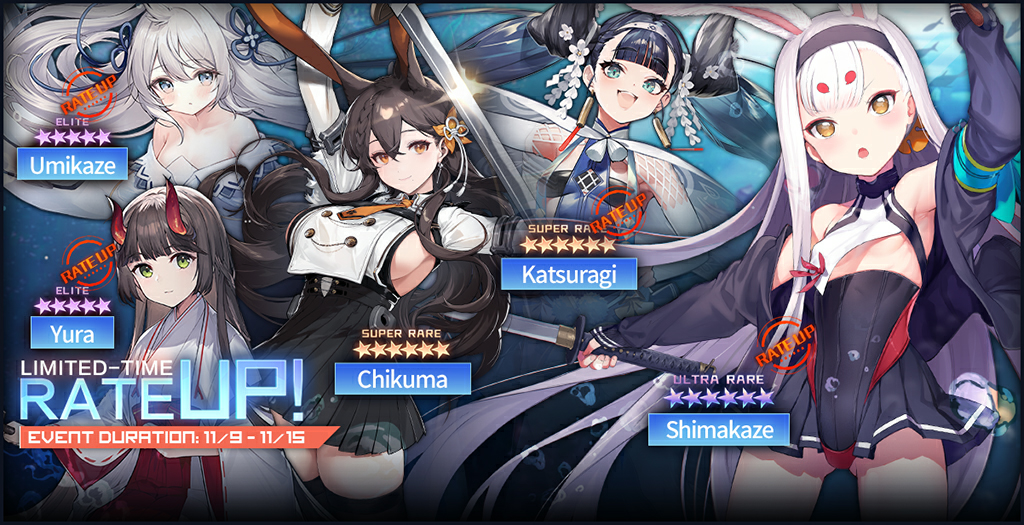 RATE UP
ELITE
Umikaze
RATE UP
ELITE
Yura
LIMITED-TIME
RATE UP!
EVENT DURATION: 11/9 - 11/15
SUPER RARE
Chikuma
RATE UP
SUPER
Katsuragi
RATE UP
ULTRA RARE
Shimakaze